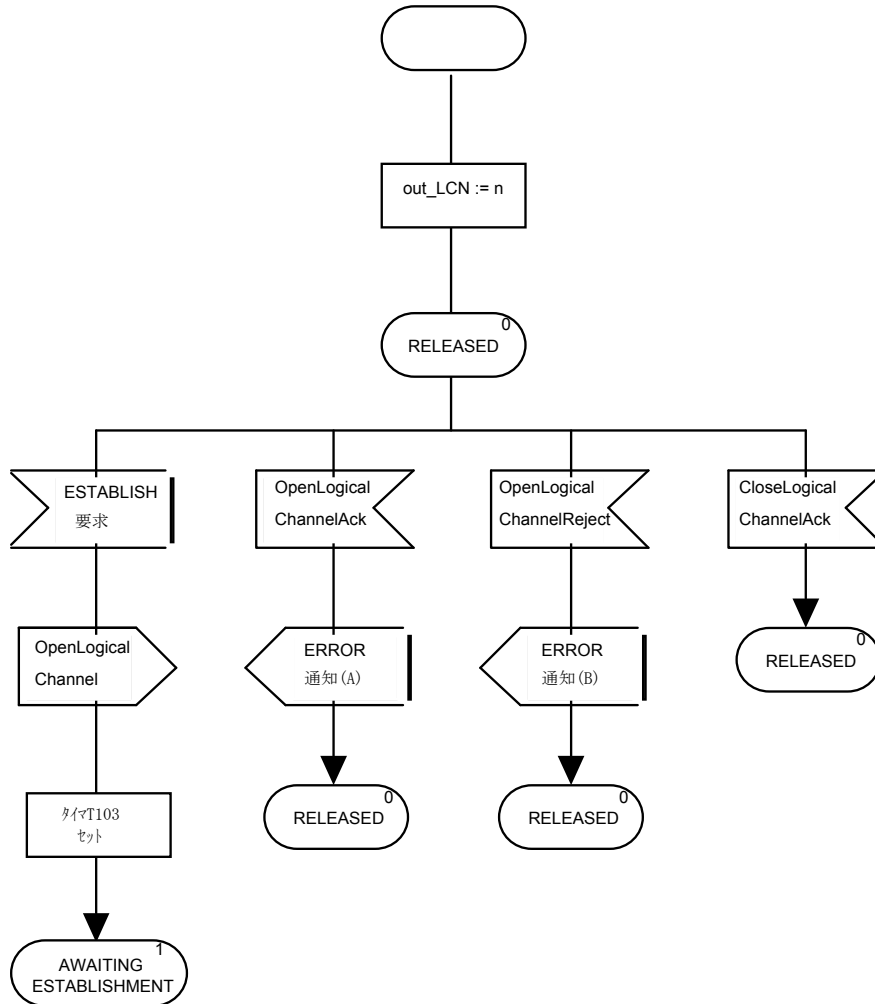 out_LCN := n
0
RELEASED
ESTABLISH
要求
OpenLogical
ChannelAck
OpenLogical
ChannelReject
CloseLogical
ChannelAck
OpenLogical
Channel
ERROR
通知(A)
ERROR
通知(B)
0
RELEASED
ﾀｲﾏT103
ｾｯﾄ
0
RELEASED
0
RELEASED
1
AWAITING
ESTABLISHMENT